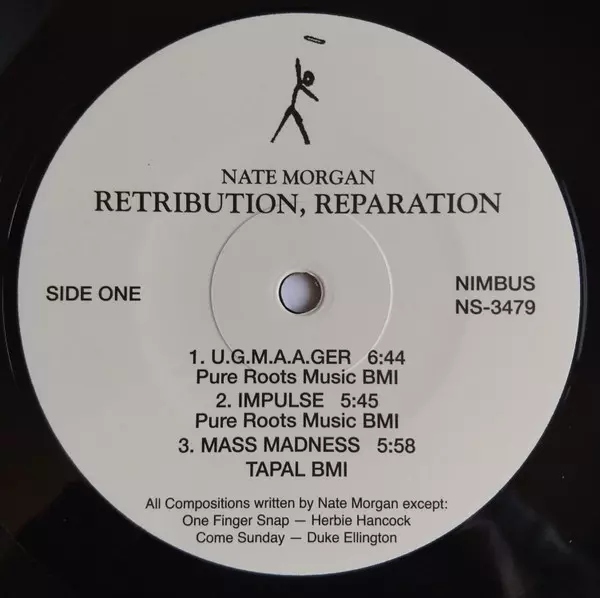 NATE MORGAN
RETRIBUTION, REPARATION
SIDE ONE
NIMBUS
NS-3479
1. U.G.M.A.A.GER 6:44
Pure Roots Music BMI
2. IMPULSE 5:45
Pure Roots Music BMI
3. MASS MADNESS 5:58
TAPAL BMI
All Compositions written by Nate Morgan except:
One Finger Snap — Herbie Hancock
Come Sunday — Duke Ellington